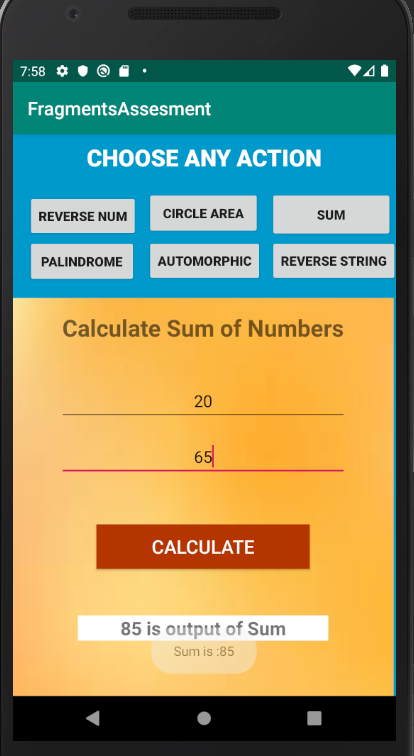 7:58
FragmentsAssesment
CHOOSE ANY ACTION
REVERSE NUM CIRCLE AREA SUM
PALINDROME AUTOMORPHIC REVERSE STRING
Calculate Sum of Numbers
20
65
CALCULATE
85 is output of Sum
Sum is :85